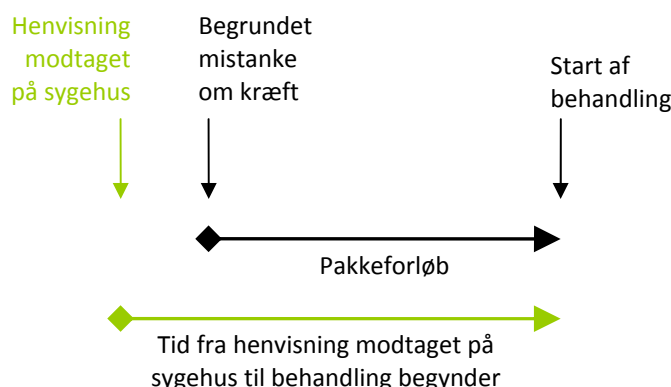 Henvisning
modtaget
på sygehus
Begrundet
mistanke
om kræft
Start af
behandling
Pakkeforløb
Tid fra henvisning modtaget på
sygehus til behandling begynder